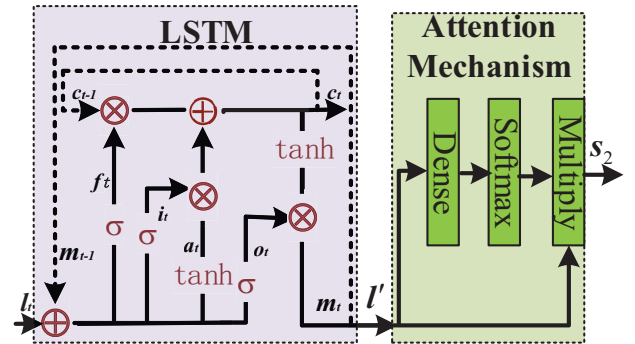 LSTM
Attention
Mechanism
c_{t-1}
c_t
tanh
f_t
σ
i_t
σ
a_t
o_t
m_{t-1}
tanh
σ
l_t
m_t
l'
Dense
Softmax
Multiply
s_2